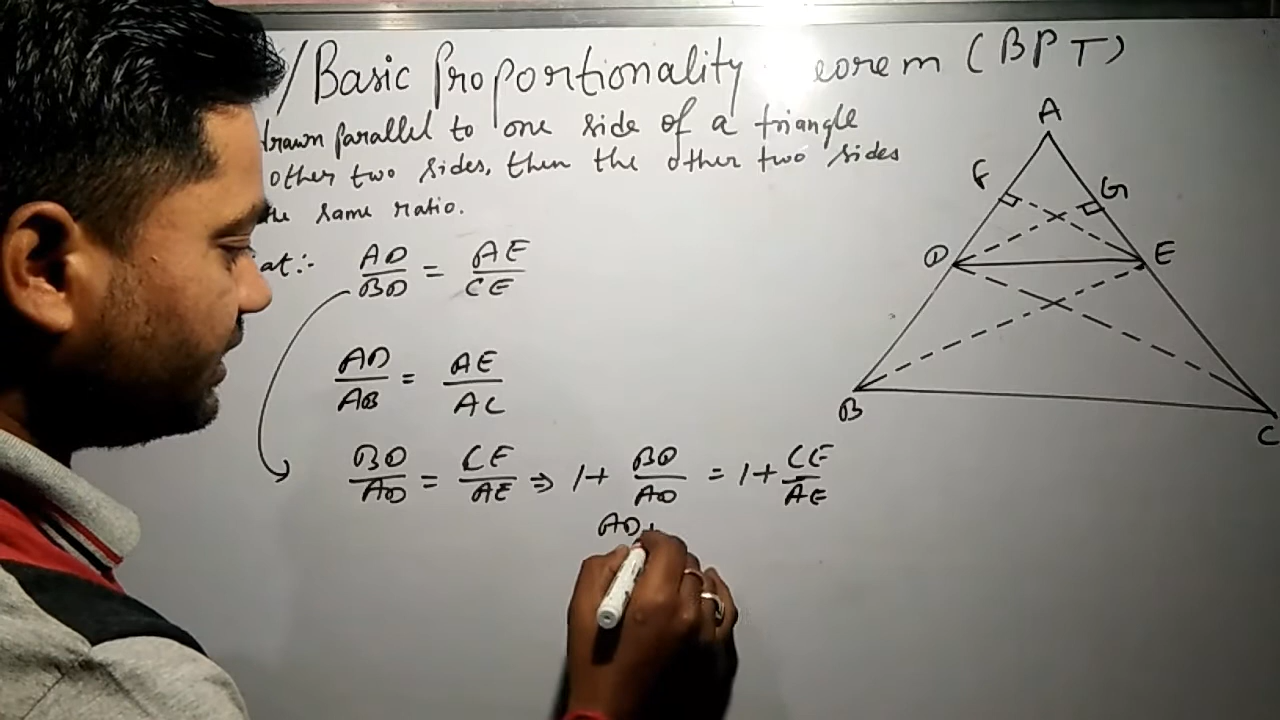 /Basic Proportionality eorem (BPT)
drawn parallel to one side of a triangle
other two sides, then the other two sides
the same ratio.
at:- AD/BD = AE/CE
AD/AB = AE/AC
BD/AD = CE/AE ⇒ 1+ BD/AD = 1+ CE/AE
AD+
A
F
G
D
E
B
C